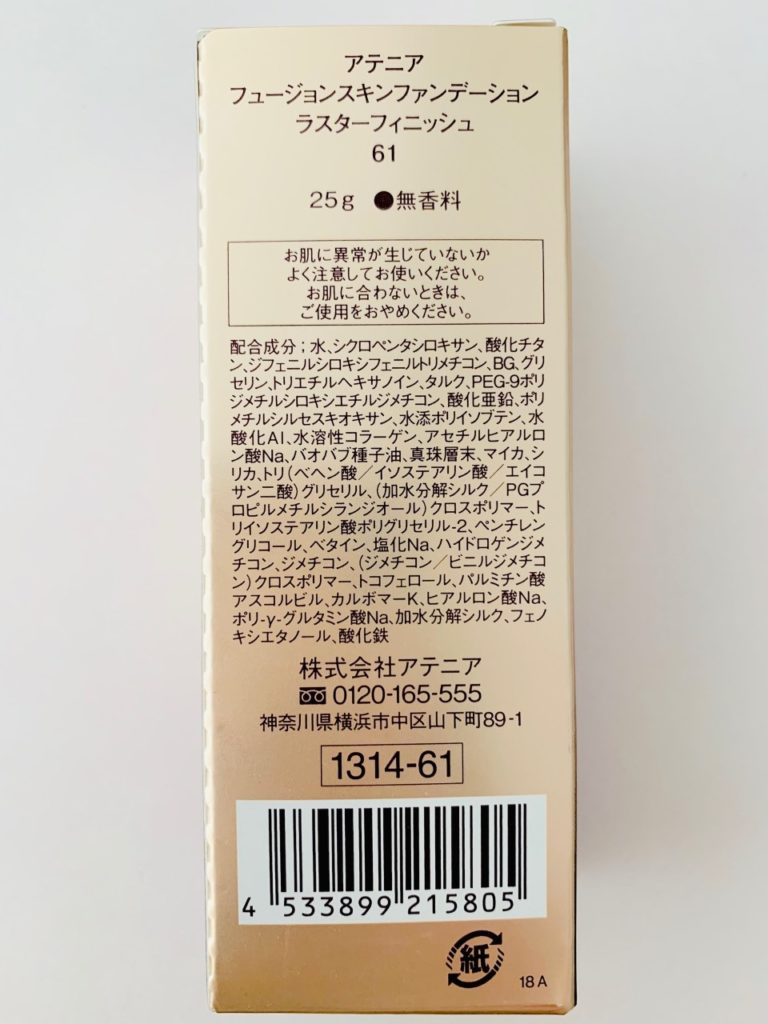 アテニア
フュージョンスキンファンデーション
ラスターフィニッシュ
61
25g ●無香料
お肌に異常が生じていないか
よく注意してお使いください。
お肌に合わないときは、
ご使用をおやめください。
配合成分；水、シクロペンタシロキサン、酸化チタ
ン、ジフェニルシロキシフェニルトリメチコン、BG、グリ
セリン、トリエチルヘキサノイン、タルク、PEG-9ポリ
ジメチルシロキシエチルジメチコン、酸化亜鉛、ポリ
メチルシルセスキオキサン、水添ポリイソブテン、水
酸化Al、水溶性コラーゲン、アセチルヒアルロ
ン酸Na、バオバブ種子油、真珠層末、マイカ、シ
リカ、トリ（ベヘン酸／イソステアリン酸／エイコ
サン二酸）グリセリル、（加水分解シルク／PGプ
ロピルメチルシランジオール）クロスポリマー、ト
リイソステアリン酸ポリグリセリル-2、ペンチレン
グリコール、ベタイン、塩化Na、ハイドロゲンジメ
チコン、ジメチコン、（ジメチコン／ビニルジメチコ
ン）クロスポリマー、トコフェロール、パルミチン酸
アスコルビル、カルボマーK、ヒアルロン酸Na、
ポリ-γ-グルタミン酸Na、加水分解シルク、フェノ
キシエタノール、酸化鉄
株式会社アテニア
0120-165-555
神奈川県横浜市中区山下町89-1
1314-61
4 533899 215805
紙
18A